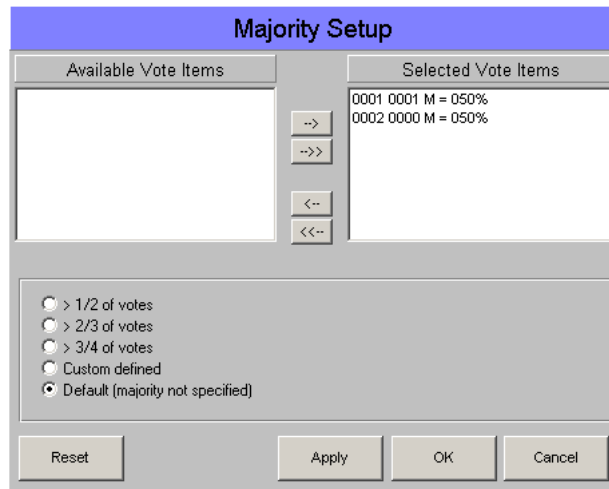 Majority Setup
Available Vote Items
Selected Vote Items
0001 0001 M = 050%
0002 0000 M = 050%
-->
-->>
<--
<<--
> 1/2 of votes
> 2/3 of votes
> 3/4 of votes
Custom defined
Default (majority not specified)
Reset
Apply
OK
Cancel